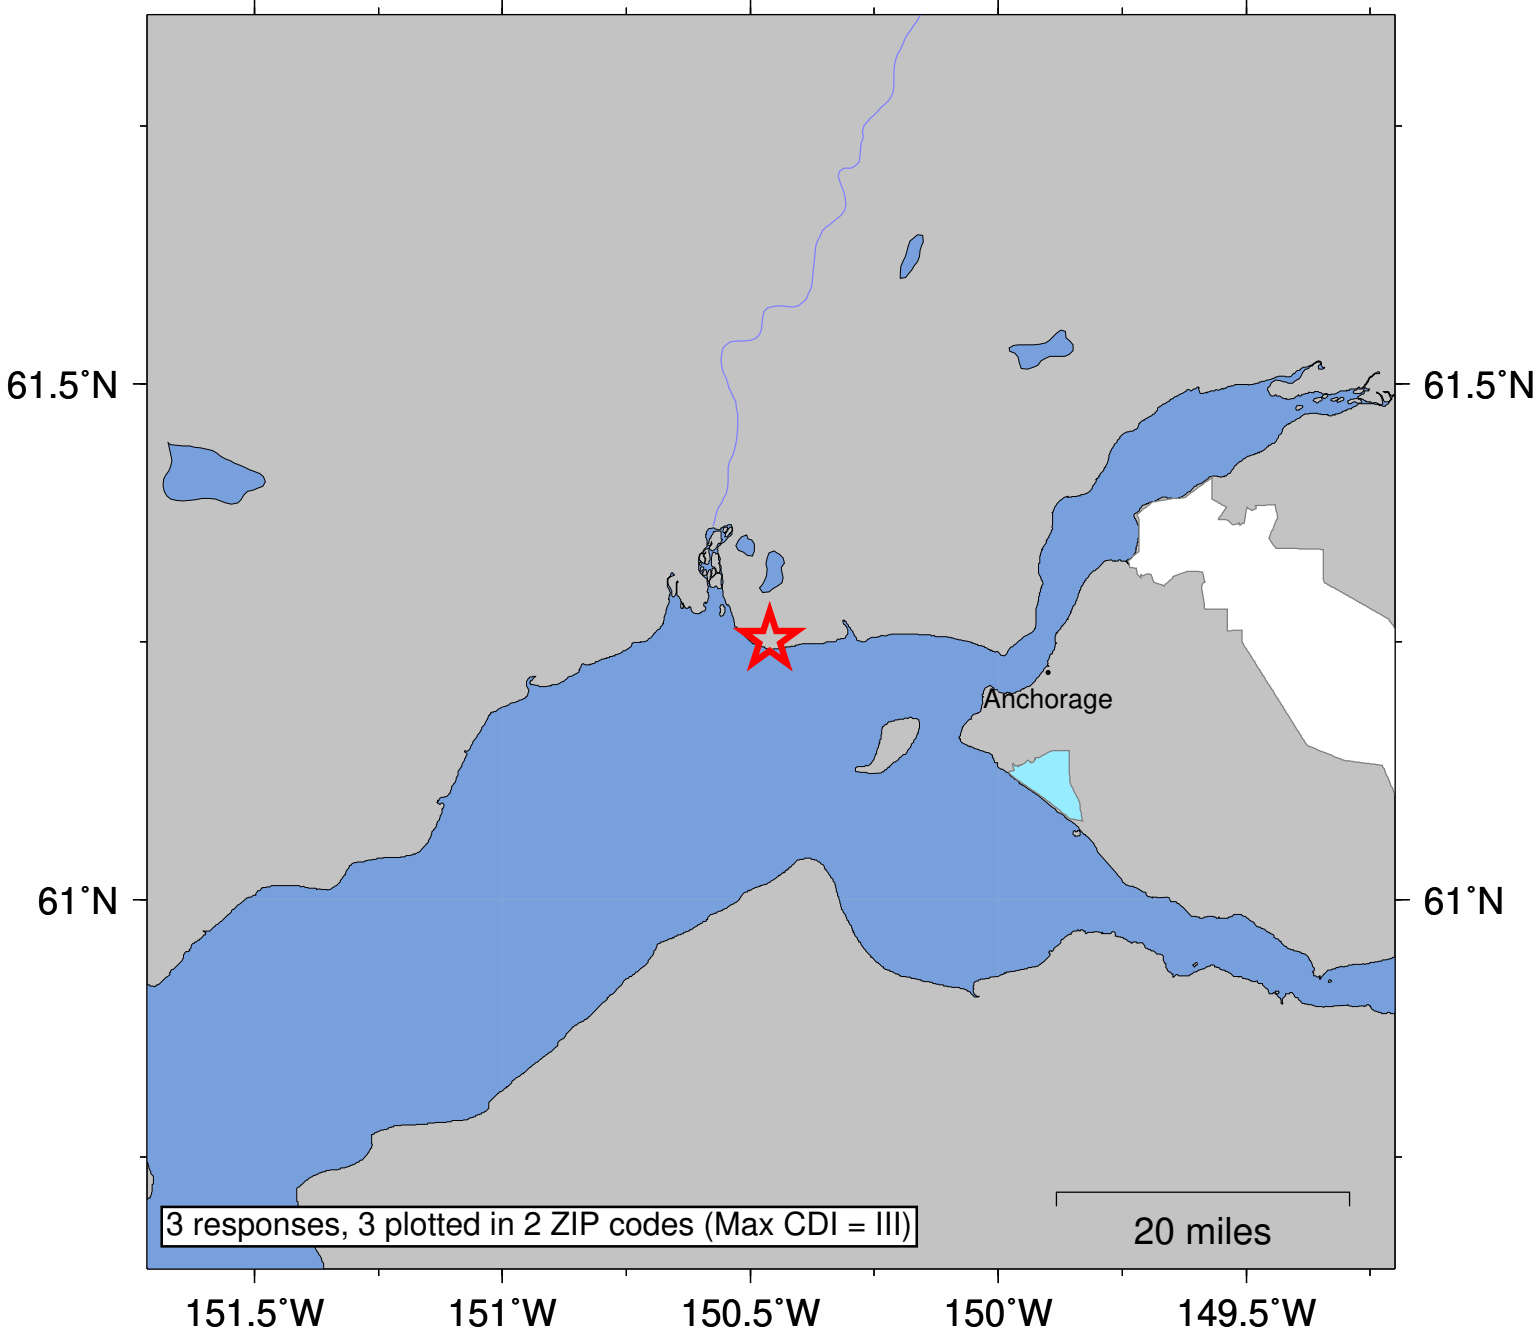 61.5˚N
61.5˚N
Anchorage
61˚N
61˚N
3 responses, 3 plotted in 2 ZIP codes (Max CDI = III)
20 miles
151.5˚W
151˚W
150.5˚W
150˚W
149.5˚W